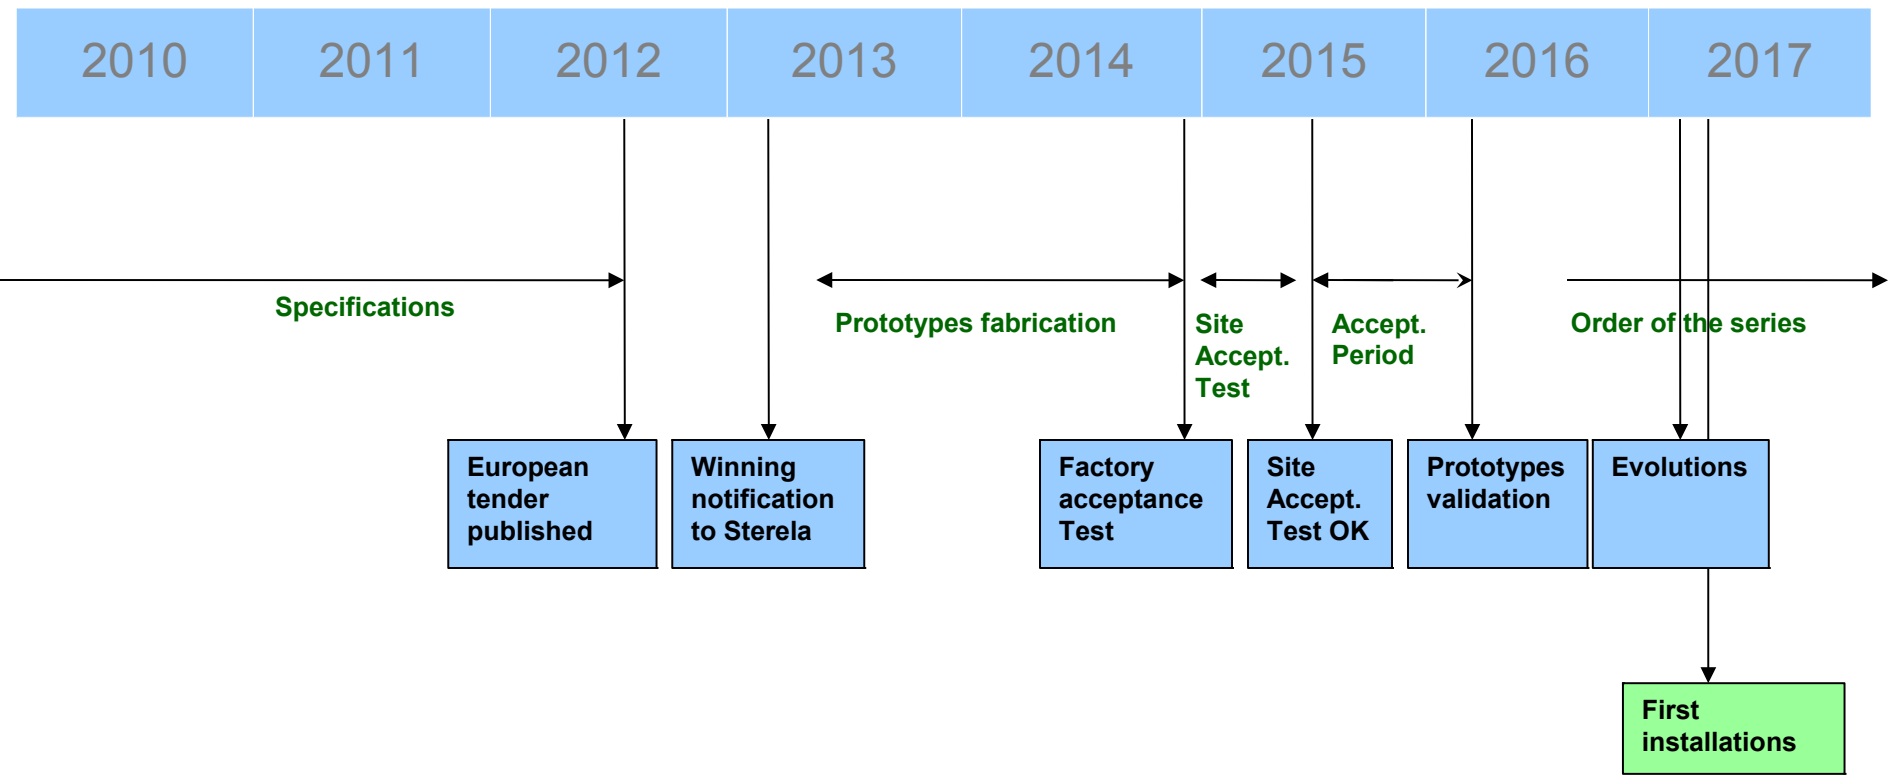 2010 2011 2012 2013 2014 2015 2016 2017
Specifications
Prototypes fabrication
Site
Accept.
Test
Accept.
Period
Order of the series
European
tender
published
Winning
notification
to Sterela
Factory
acceptance
Test
Site
Accept.
Test OK
Prototypes
validation
Evolutions
First
installations